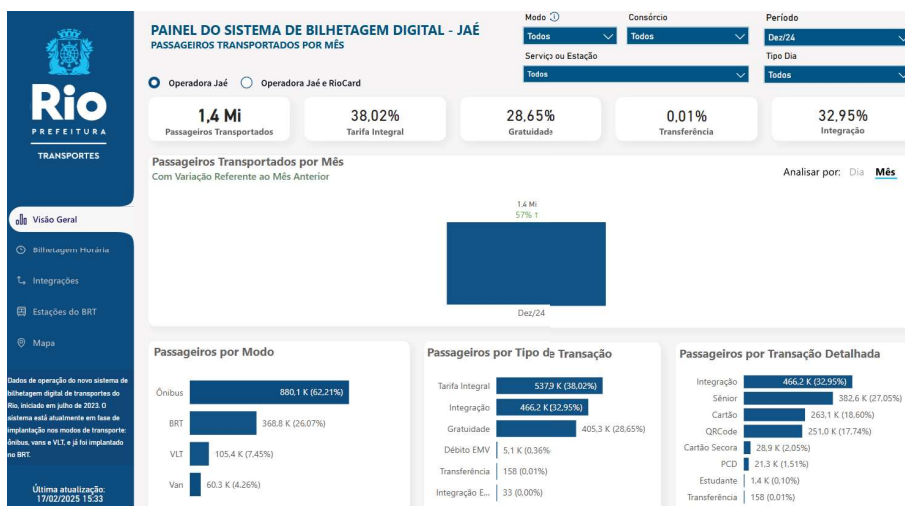 Rio
PREFEITURA
TRANSPORTES
Visão Geral
Bilhetagem Horária
Integrações
Estações do BRT
Mapa
Dados de operação do novo sistema de
bilhetagem digital de transportes do
Rio, iniciado em julho de 2023. O
sistema está atualmente em fase de
implantação nos modos de transporte:
ônibus, vans e VLT, e já foi implantado
no BRT.
Última atualização:
17/02/2025 15:33
PAINEL DO SISTEMA DE BILHETAGEM DIGITAL - JAÉ
PASSAGEIROS TRANSPORTADOS POR MÊS
Operadora Jaé Operadora Jaé e RioCard
Modo Consórcio Período
Todos Todos Dez/24
Serviço ou Estação Tipo Dia
Todos Todos
1,4 Mi 38,02% 28,65% 0,01% 32,95%
Passageiros Transportados Tarifa Integral Gratuidade Transferência Integração
Passageiros Transportados por Mês
Com Variação Referente ao Mês Anterior
Analisar por: Dia Mês
1,4 Mi
57% ↑
Dez/24
Passageiros por Modo
Ônibus 880,1 K (62,21%)
BRT 368,8 K (26,07%)
VLT 105,4 K (7,45%)
Van 60,3 K (4,26%)
Passageiros por Tipo de Transação
Tarifa Integral 537,9 K (38,02%)
Integração 466,2 K (32,95%)
Gratuidade 405,3 K (28,65%)
Débito EMV 5,1 K (0,36%
Transferência 158 (0,01%)
Integração E... 33 (0,00%)
Passageiros por Transação Detalhada
Integração 466,2 K (32,95%)
Sênior 382,6 K (27,05%)
Cartão 263,1 K (18,60%)
QRCode 251,0 K (17,74%)
Cartão Secora 28,9 K (2,05%)
PCD 21,3 K (1,51%)
Estudante 1,4 K (0,10%)
Transferência 158 (0,01%)